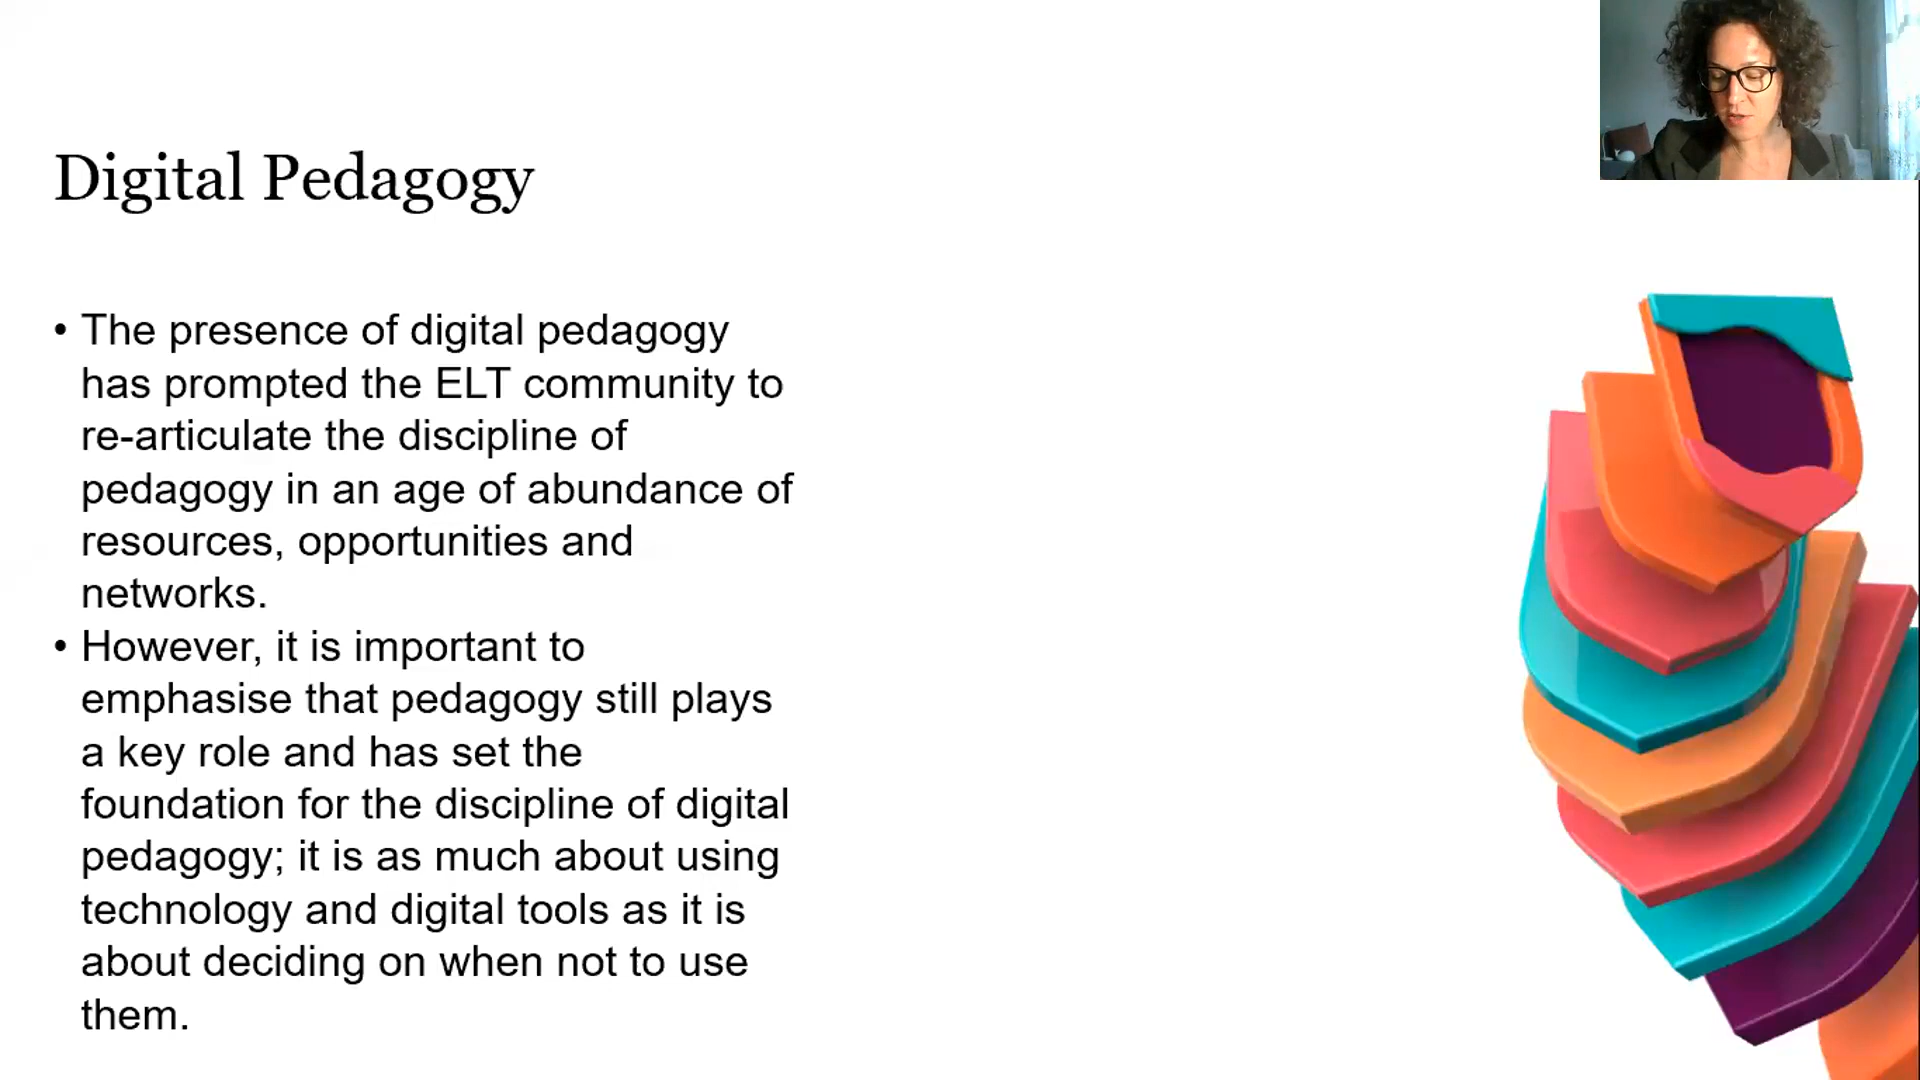 Digital Pedagogy
• The presence of digital pedagogy
has prompted the ELT community to
re-articulate the discipline of
pedagogy in an age of abundance of
resources, opportunities and
networks.
• However, it is important to
emphasise that pedagogy still plays
a key role and has set the
foundation for the discipline of digital
pedagogy; it is as much about using
technology and digital tools as it is
about deciding on when not to use
them.